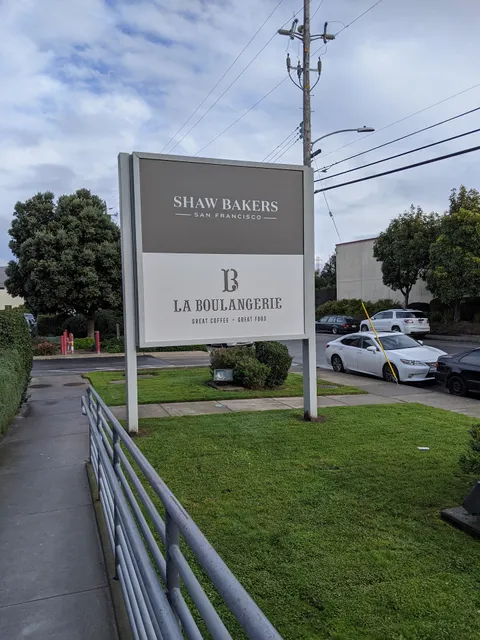 SHAW BAKERS
SAN FRANCISCO
B
LA BOULANGERIE
GREAT COFFEE • GREAT FOOD